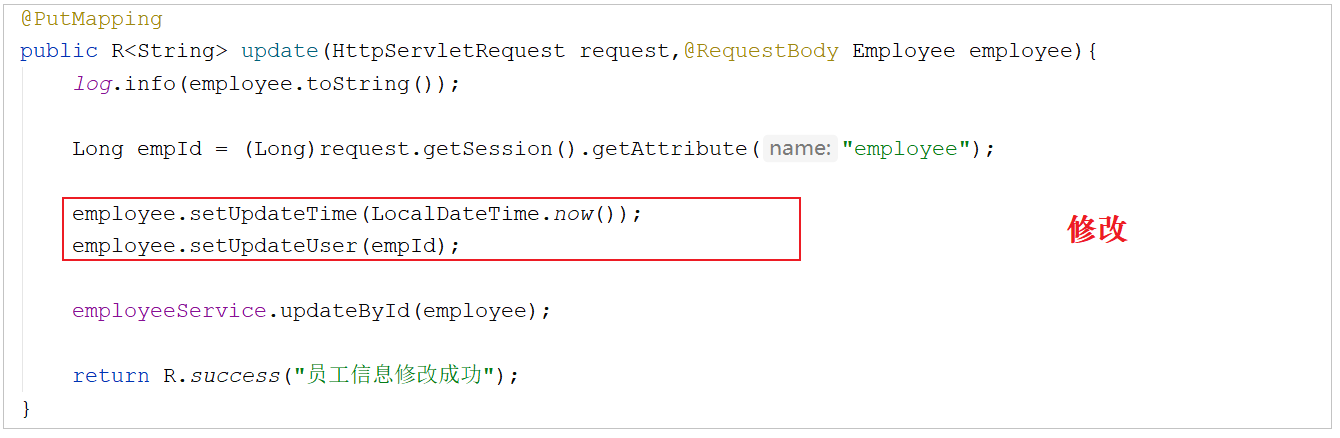 @PutMapping
public R<String> update(HttpServletRequest request,@RequestBody Employee employee){
log.info(employee.toString());
Long empId = (Long)request.getSession().getAttribute( name: "employee");
employee.setUpdateTime(LocalDateTime.now());
employee.setUpdateUser(empId);
修改
employeeService.updateById(employee);
return R.success("员工信息修改成功");
}